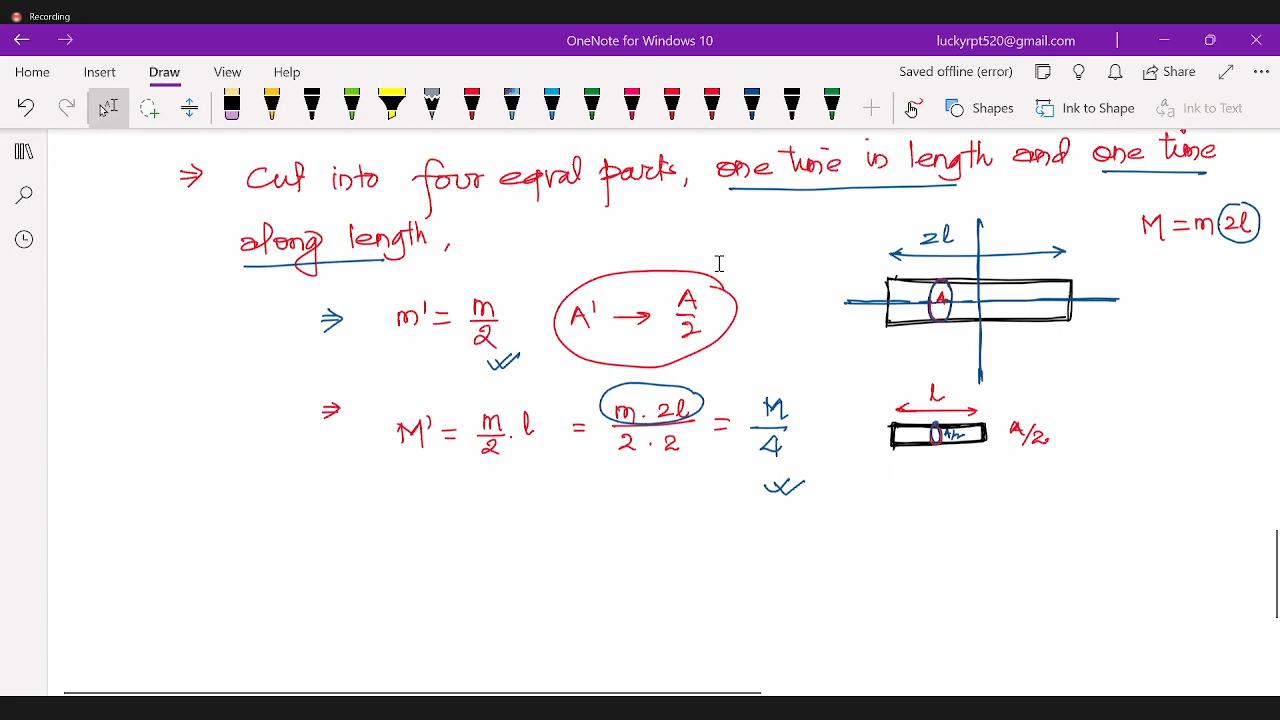 Recording
OneNote for Windows 10
luckyrpt520@gmail.com
Home Insert Draw View Help
Saved offline (error)
Share
Shapes
Ink to Shape
Ink to Text
⇒ Cut into four equal parts, one time in length and one time
along length,
M = m 2l
2l
A
⇒ m' = m/2
A' → A/2
⇒ M' = m/2 . l = m . 2l / 2 . 2 = M/4
L
A/2
A/2